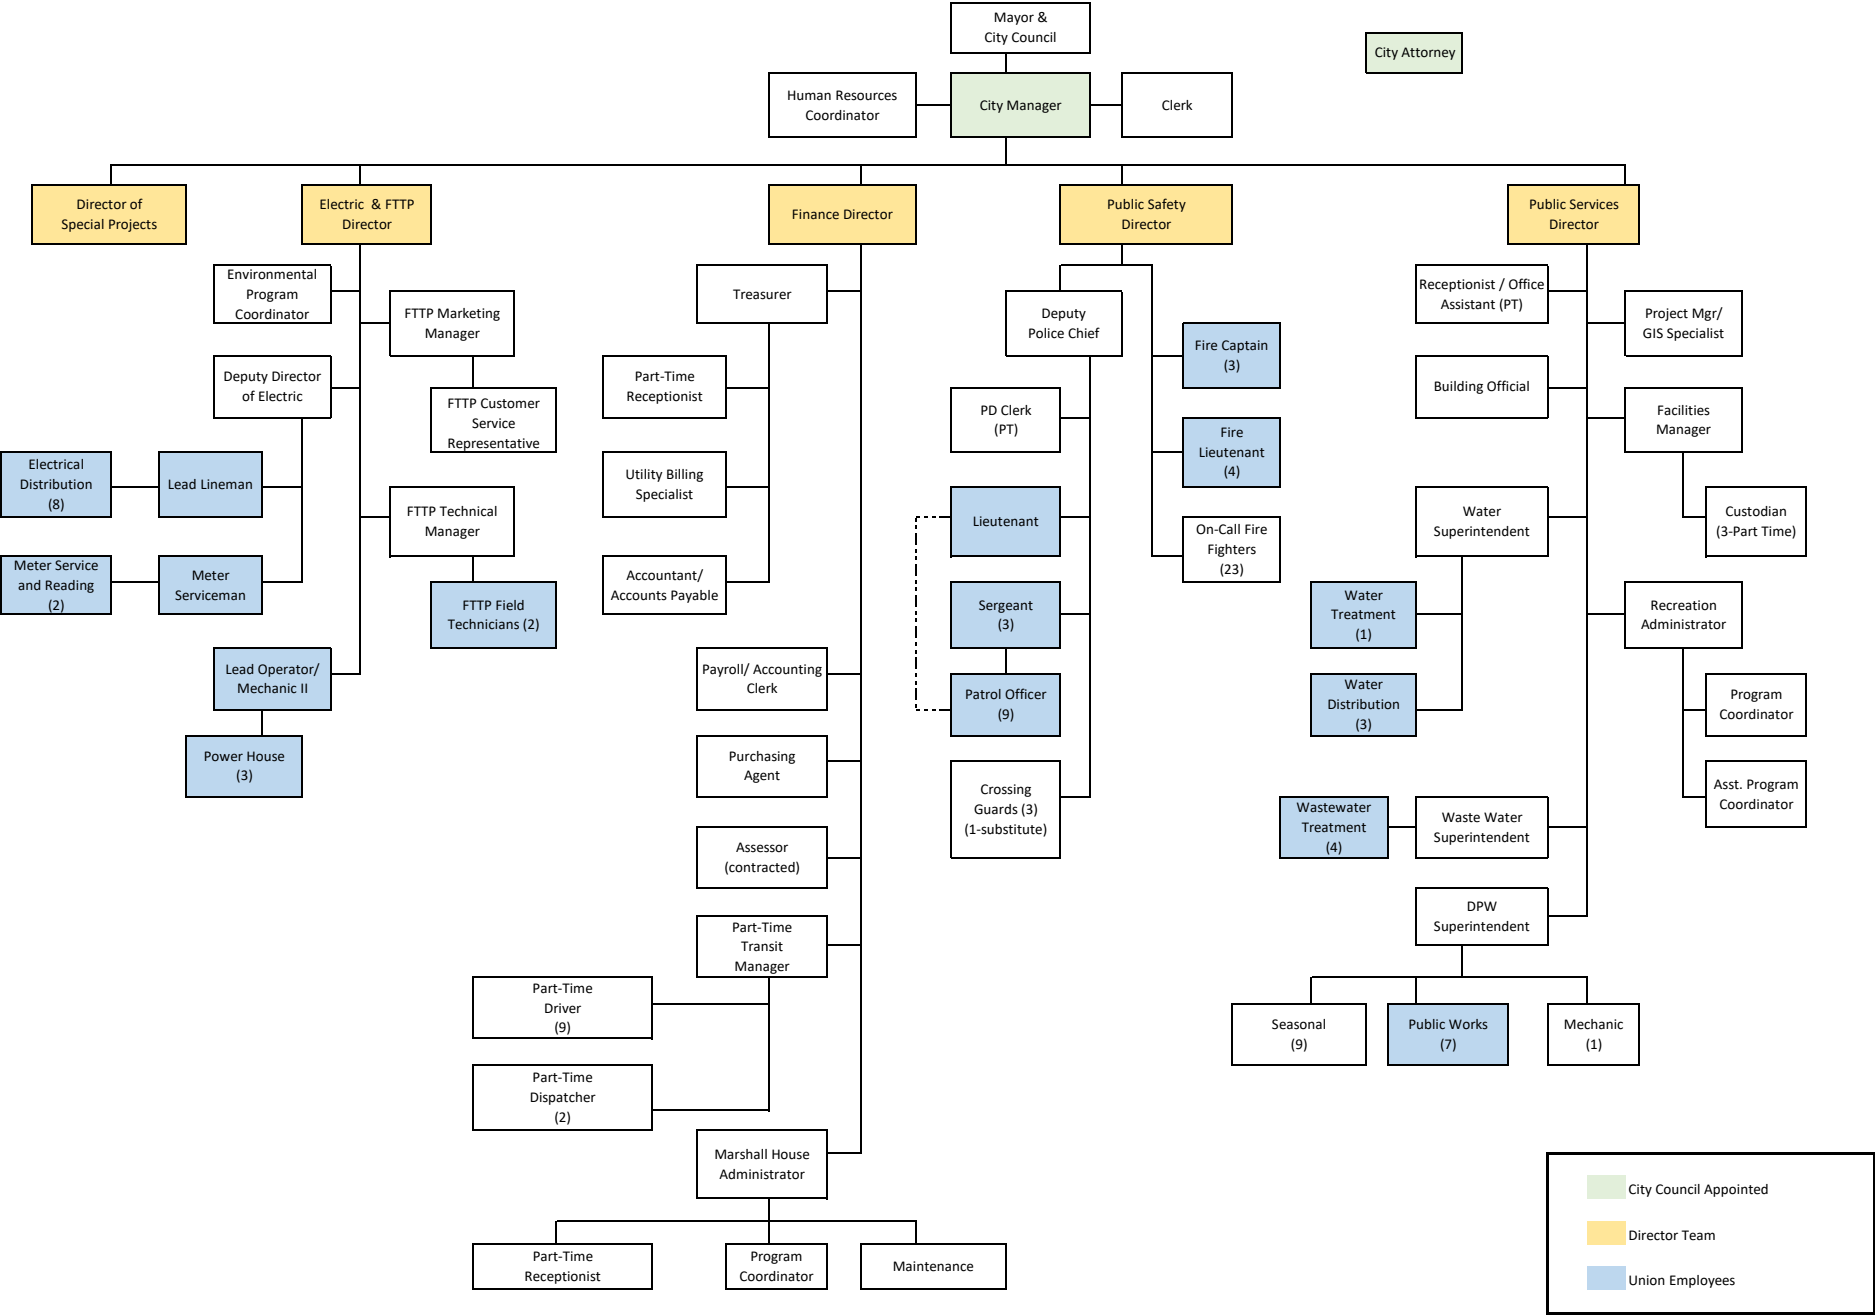 Mayor &
City Council
City Attorney
Human Resources
Coordinator
City Manager
Clerk
Director of
Special Projects
Electric & FTTP
Director
Finance Director
Public Safety
Director
Public Services
Director
Environmental
Program
Coordinator
FTTP Marketing
Manager
Deputy Director
of Electric
FTTP Customer
Service
Representative
Electrical
Distribution
(8)
Lead Lineman
FTTP Technical
Manager
Meter Service
and Reading
(2)
Meter
Serviceman
FTTP Field
Technicians (2)
Lead Operator/
Mechanic II
Power House
(3)
Treasurer
Part-Time
Receptionist
Utility Billing
Specialist
Accountant/
Accounts Payable
Payroll/ Accounting
Clerk
Purchasing
Agent
Assessor
(contracted)
Part-Time
Transit
Manager
Part-Time
Driver
(9)
Part-Time
Dispatcher
(2)
Marshall House
Administrator
Part-Time
Receptionist
Program
Coordinator
Maintenance
Deputy
Police Chief
Fire Captain
(3)
PD Clerk
(PT)
Fire
Lieutenant
(4)
Lieutenant
On-Call Fire
Fighters
(23)
Sergeant
(3)
Patrol Officer
(9)
Crossing
Guards (3)
(1-substitute)
Receptionist / Office
Assistant (PT)
Project Mgr/
GIS Specialist
Building Official
Facilities
Manager
Water
Superintendent
Custodian
(3-Part Time)
Water
Treatment
(1)
Recreation
Administrator
Water
Distribution
(3)
Program
Coordinator
Asst. Program
Coordinator
Wastewater
Treatment
(4)
Waste Water
Superintendent
DPW
Superintendent
Seasonal
(9)
Public Works
(7)
Mechanic
(1)
City Council Appointed
Director Team
Union Employees